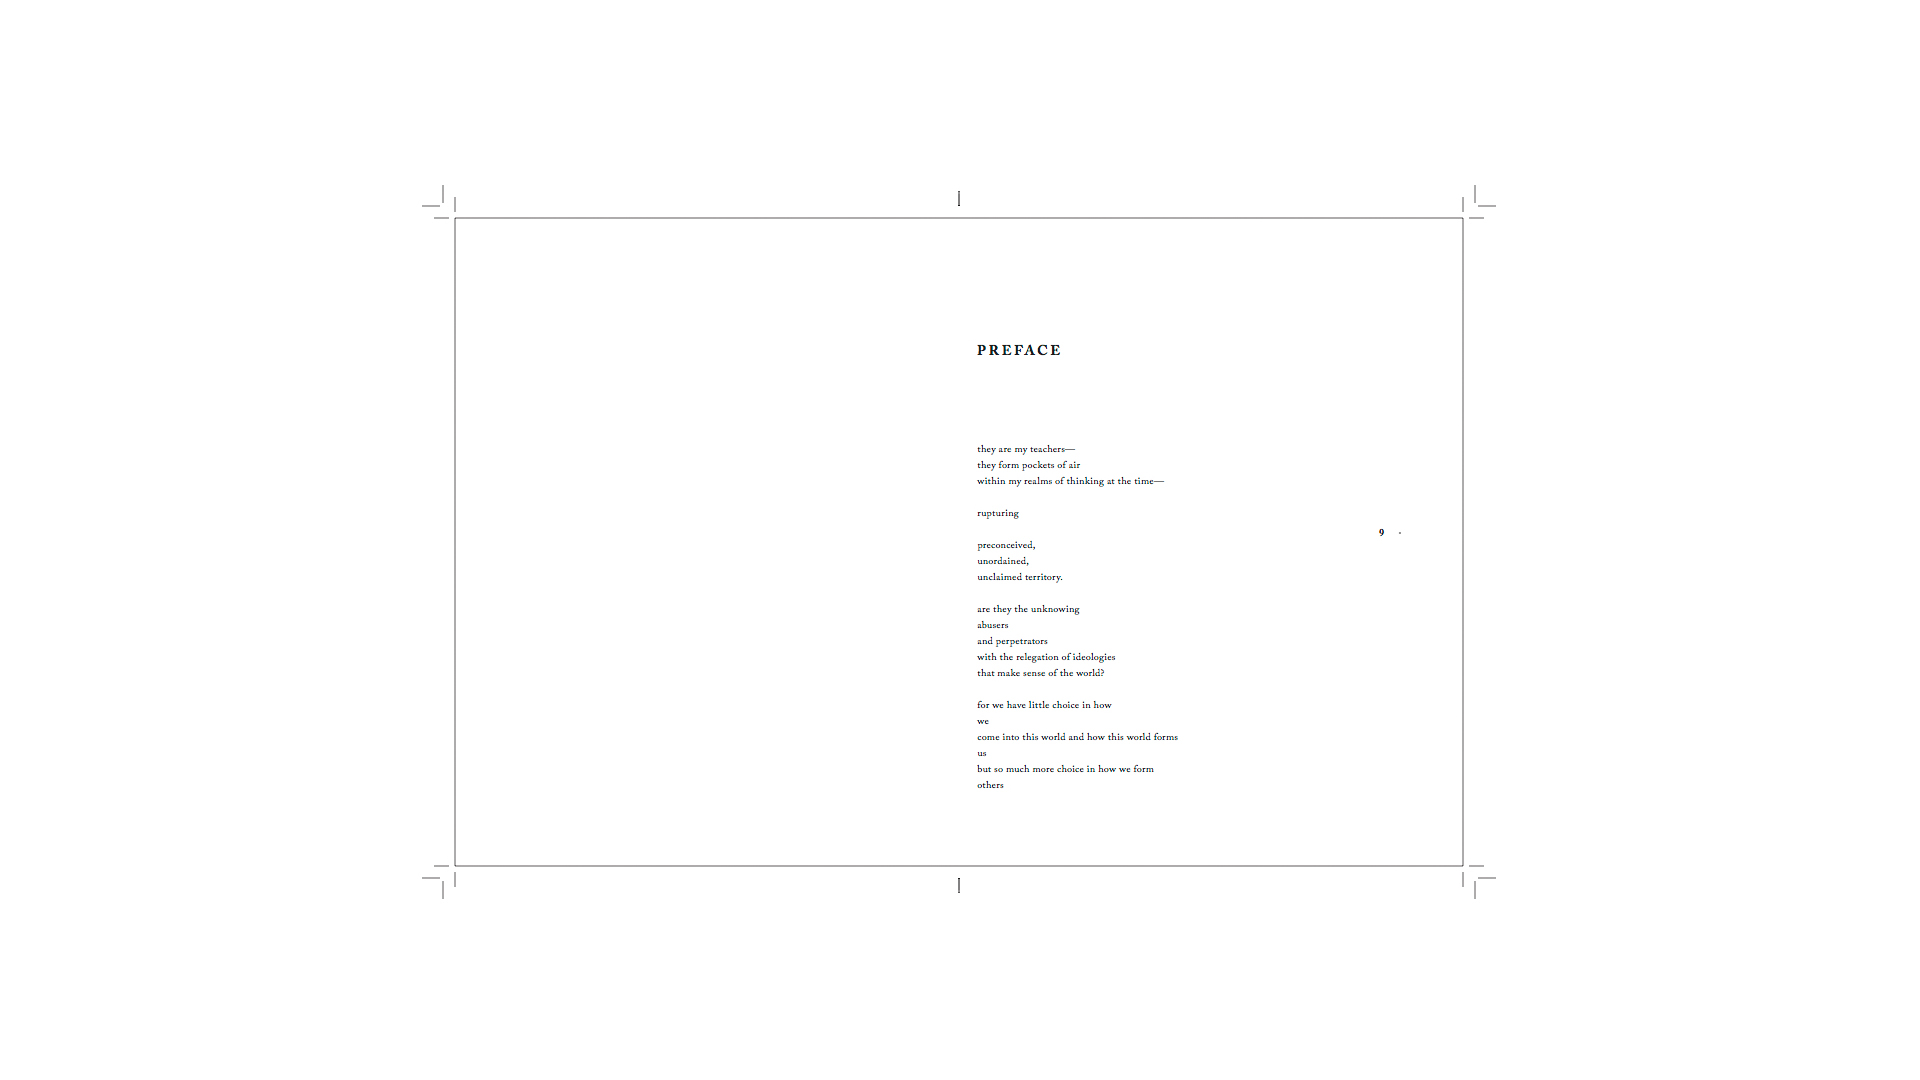 PREFACE
they are my teachers—
they form pockets of air
within my realms of thinking at the time—
rupturing
9
preconceived,
unordained,
unclaimed territory.
are they the unknowing
abusers
and perpetrators
with the relegation of ideologies
that make sense of the world?
for we have little choice in how
we
come into this world and how this world forms
us
but so much more choice in how we form
others